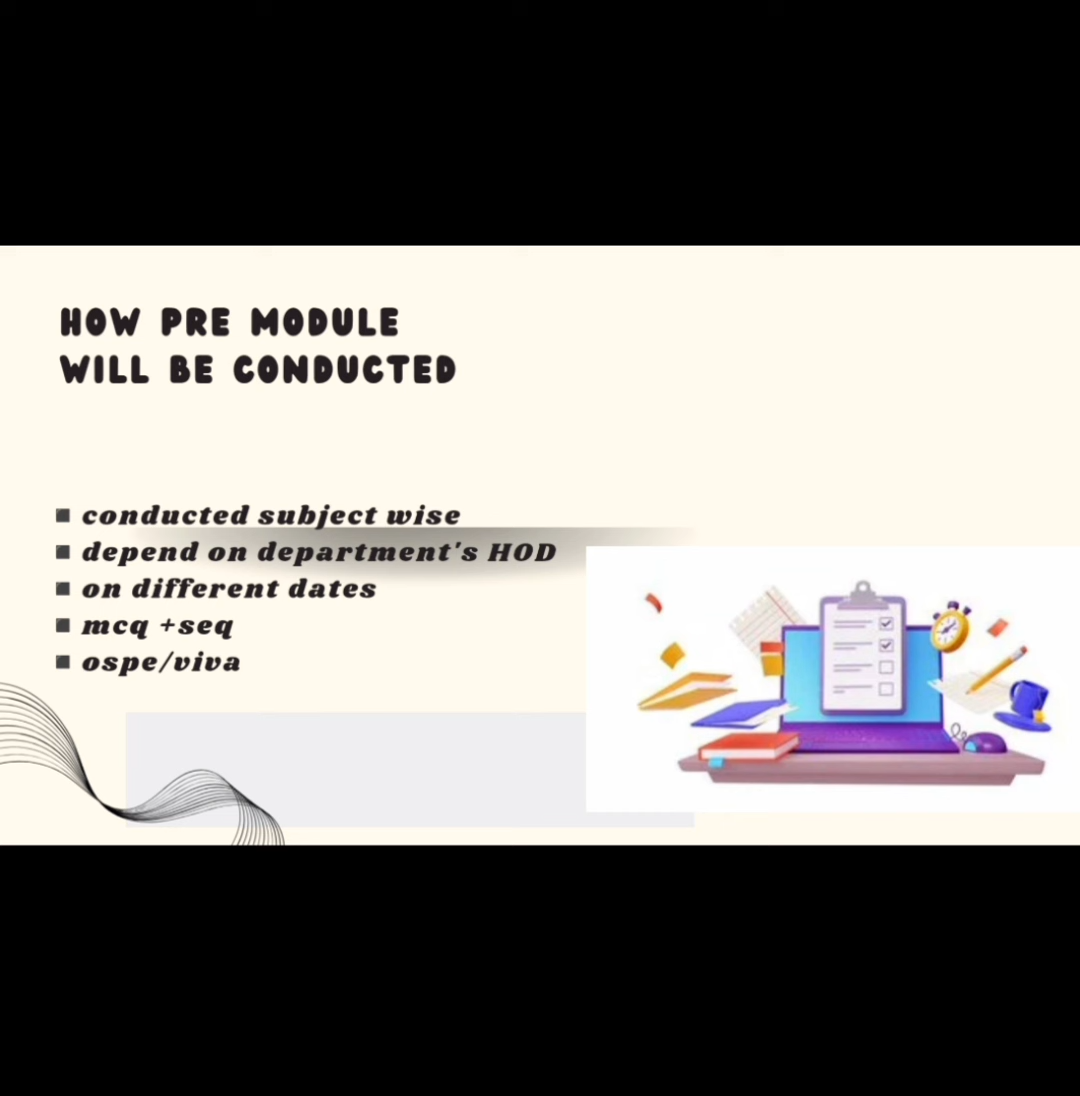 HOW PRE MODULE
WILL BE CONDUCTED
▪ conducted subject wise
▪ depend on department's HOD
▪ on different dates
▪ mcq +seq
▪ ospe/viva